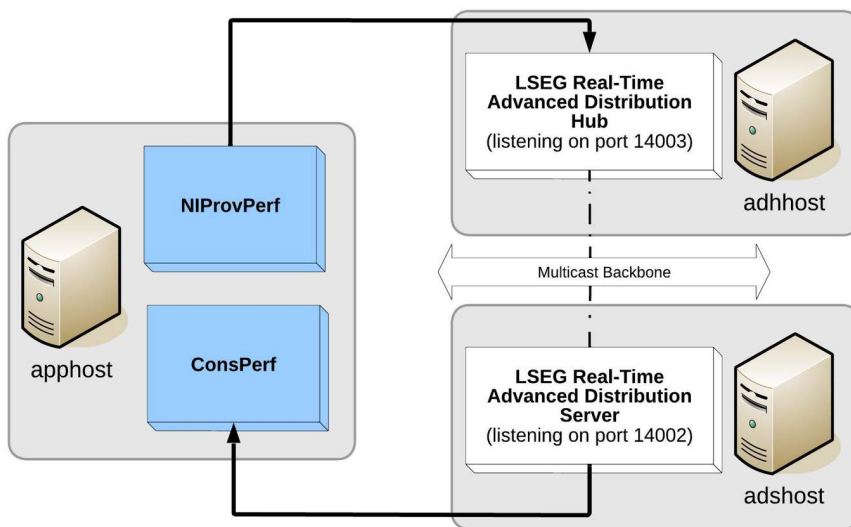 LSEG Real-Time
Advanced Distribution
Hub
(listening on port 14003)
adhhost
NIProvPerf
ConsPerf
apphost
Multicast Backbone
LSEG Real-Time
Advanced Distribution
Server
(listening on port 14002)
adshost